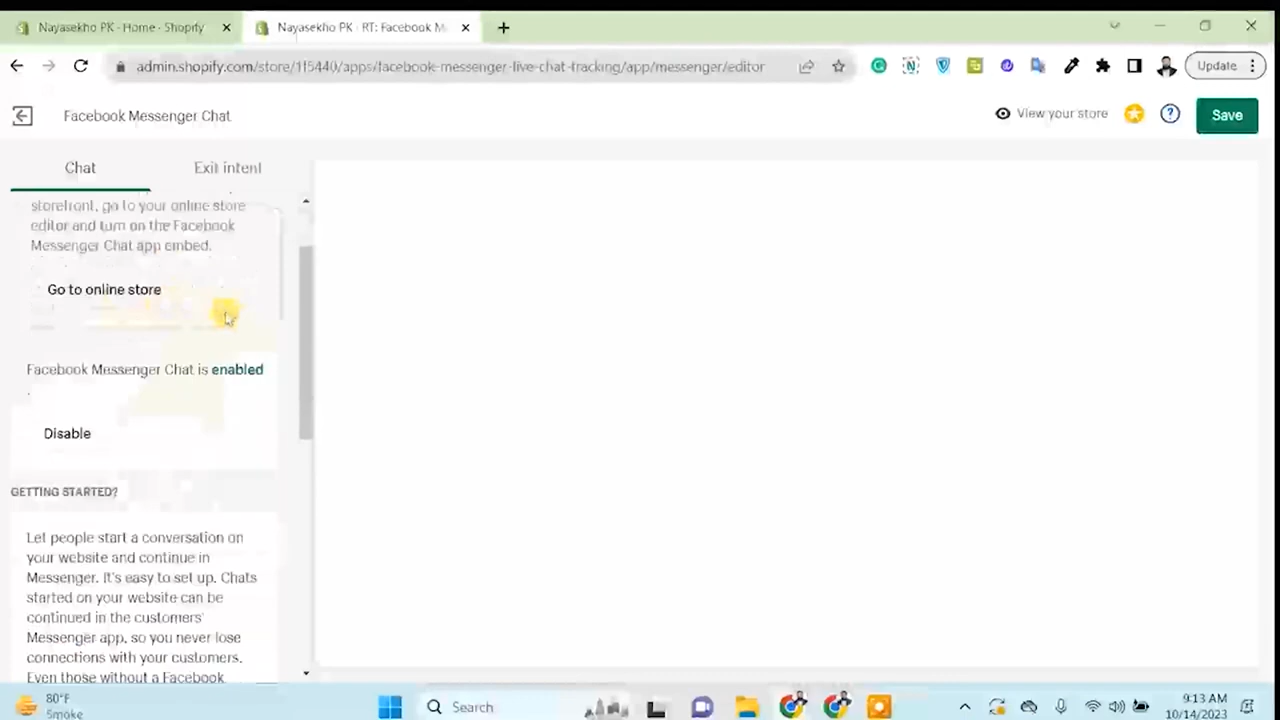 Nayasekho PK · Home · Shopify
Nayasekho PK · RT: Facebook M
admin.shopify.com/store/1f5440/apps/facebook-messenger-live-chat-tracking/app/messenger/editor
Update
Facebook Messenger Chat
View your store
Save
Chat
Exit intent
storefront, go to your online store
editor and turn on the Facebook
Messenger Chat app embed.
Go to online store
Facebook Messenger Chat is enabled
.
Disable
GETTING STARTED?
Let people start a conversation on
your website and continue in
Messenger. It's easy to set up. Chats
started on your website can be
continued in the customers'
Messenger app, so you never lose
connections with your customers.
Even those without a Facebook
80°F
Smoke
Search
9:13 AM
10/14/2023